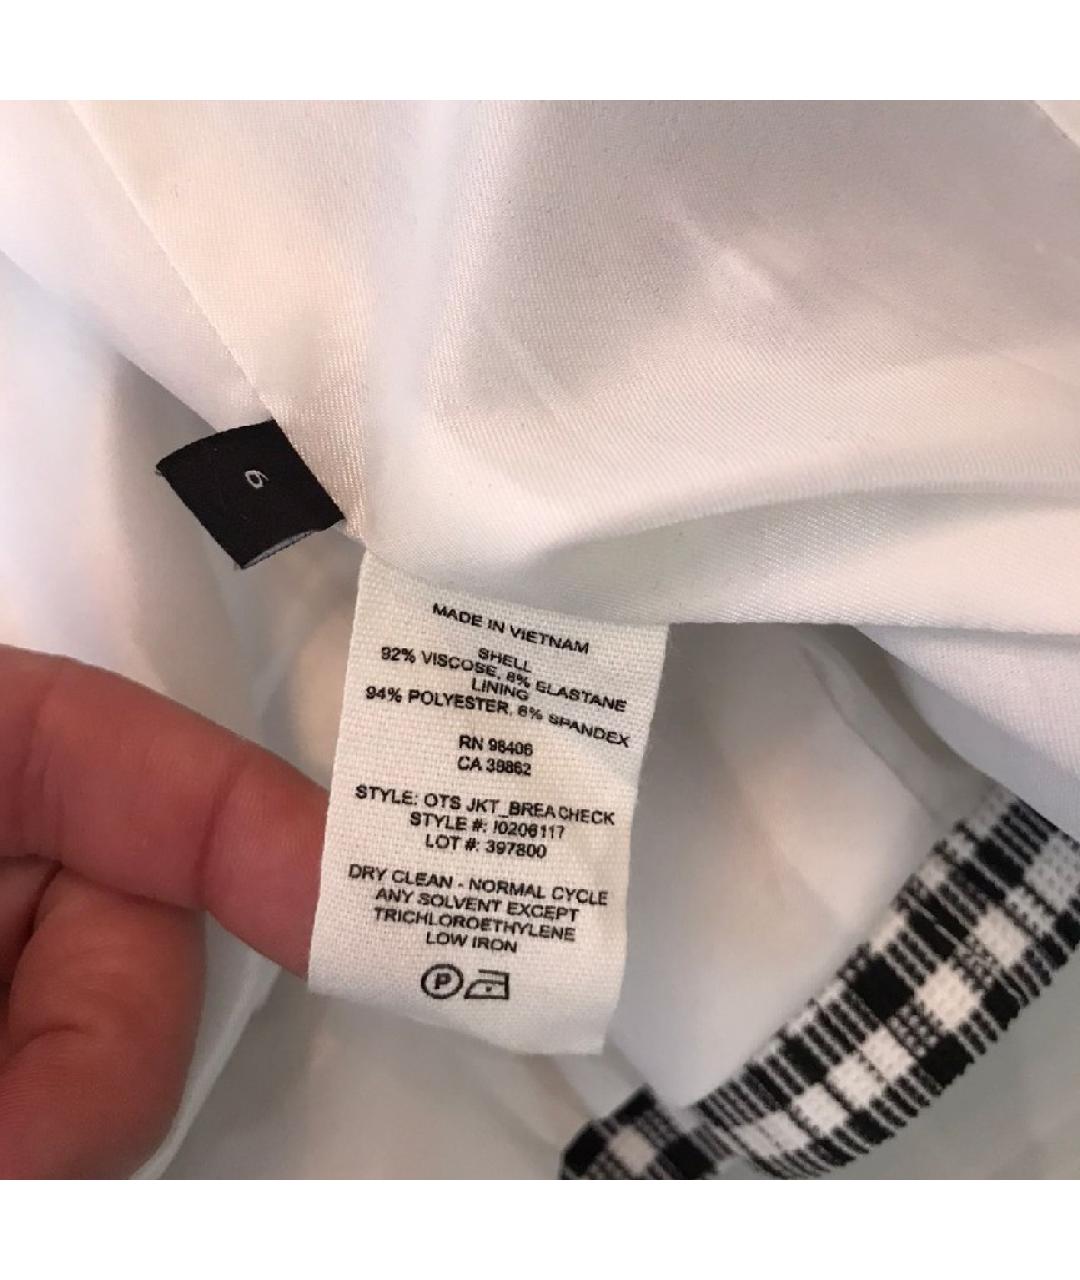 6
MADE IN VIETNAM
SHELL
92% VISCOSE, 8% ELASTANE
LINING
94% POLYESTER, 6% SPANDEX
RN 98406
CA 39862
STYLE: OTS JKT_BREACHECK
STYLE #: I0206117
LOT #: 397800
DRY CLEAN - NORMAL CYCLE
ANY SOLVENT EXCEPT
TRICHLOROETHYLENE
LOW IRON
P